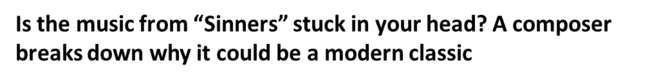 Is the music from “Sinners” stuck in your head? A composer
breaks down why it could be a modern classic